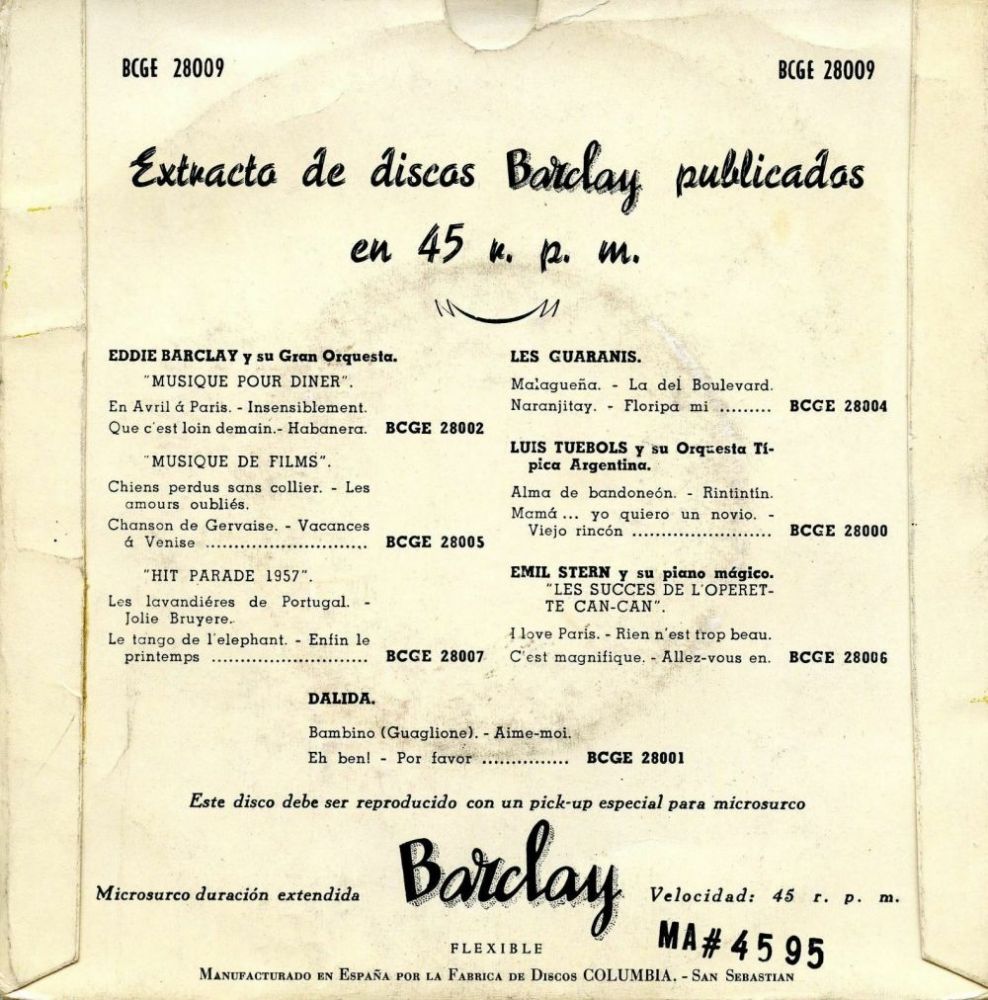 BCGE 28009
BCGE 28009
Extracto de discos Barclay publicados
en 45 r. p. m.
EDDIE BARCLAY y su Gran Orquesta.
"MUSIQUE POUR DINER".
En Avril á Paris. - Insensiblement.
Que c'est loin demain.- Habanera. BCGE 28002
"MUSIQUE DE FILMS".
Chiens perdus sans collier. - Les
amours oubliés.
Chanson de Gervaise. - Vacances
á Venise .......................... BCGE 28005
"HIT PARADE 1957".
Les lavandiéres de Portugal. -
Jolie Bruyere.
Le tango de l'elephant. - Enfin le
printemps ......................... BCGE 28007
LES GUARANIS.
Malagueña. - La del Boulevard.
Naranjitay. - Floripa mi ......... BCGE 28004
LUIS TUEBOLS y su Orquesta Tí-
pica Argentina.
Alma de bandoneón. - Rintintín.
Mamá... yo quiero un novio. -
Viejo rincón ....................... BCGE 28000
EMIL STERN y su piano mágico.
"LES SUCCES DE L'OPERET-
TE CAN-CAN".
I love Paris. - Rien n'est trop beau.
C'est magnifique. - Allez-vous en. BCGE 28006
DALIDA.
Bambino (Guaglione). - Aime-moi.
Eh ben! - Por favor .............. BCGE 28001
Este disco debe ser reproducido con un pick-up especial para microsurco
Microsurco duración extendida
Barclay
Velocidad: 45 r. p. m.
FLEXIBLE
MA#4595
MANUFACTURADO EN ESPAÑA POR LA FABRICA DE DISCOS COLUMBIA. - SAN SEBASTIAN